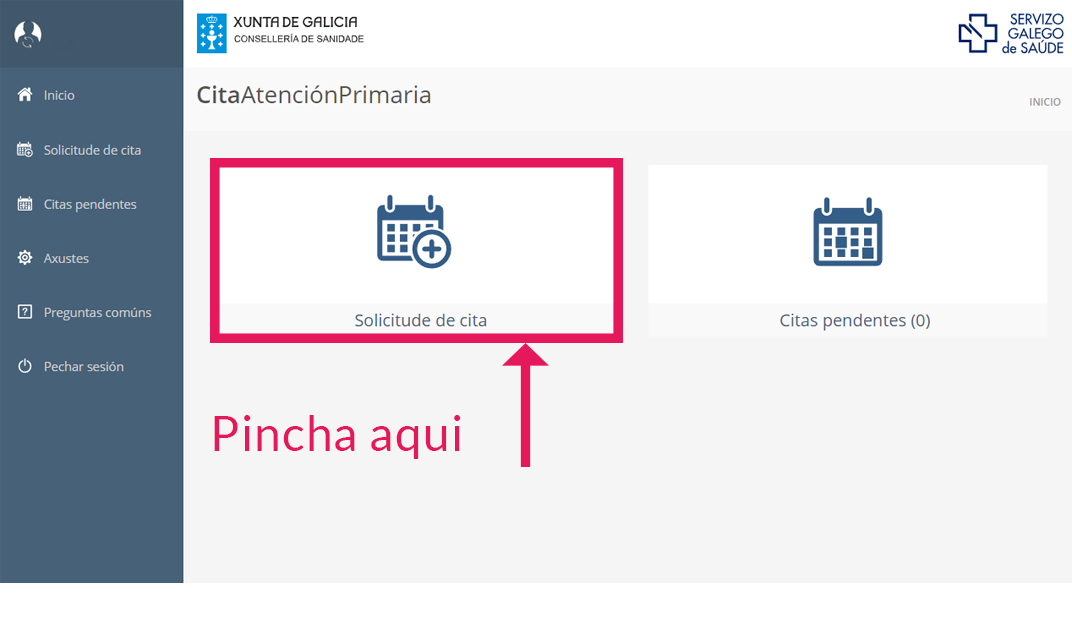 XUNTA DE GALICIA
CONSELLERÍA DE SANIDADE
SERVIZO
GALEGO
de SAÚDE
Inicio
Solicitude de cita
Citas pendentes
Axustes
Preguntas comúns
Pechar sesión
CitaAtenciónPrimaria
INICIO
Solicitude de cita
Citas pendentes (0)
Pincha aqui